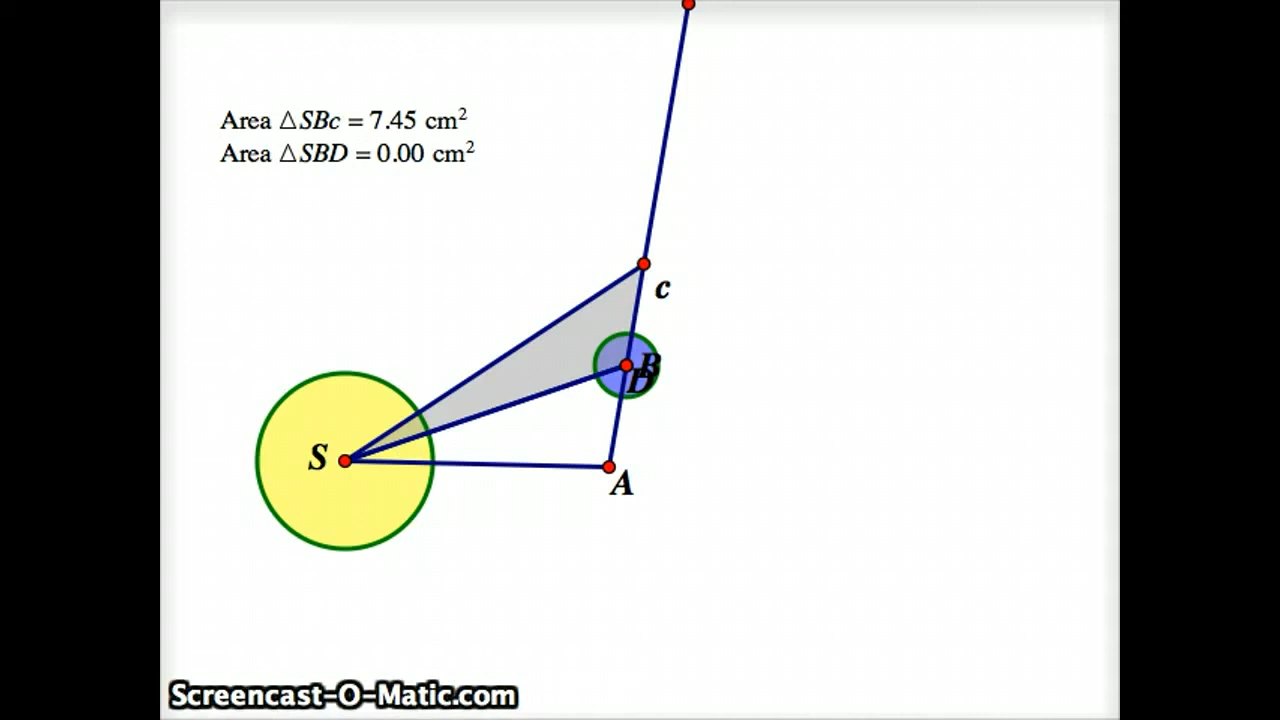 Area △SBc = 7.45 cm²
Area △SBD = 0.00 cm²
c
B
D
S
A
Screencast-O-Matic.com